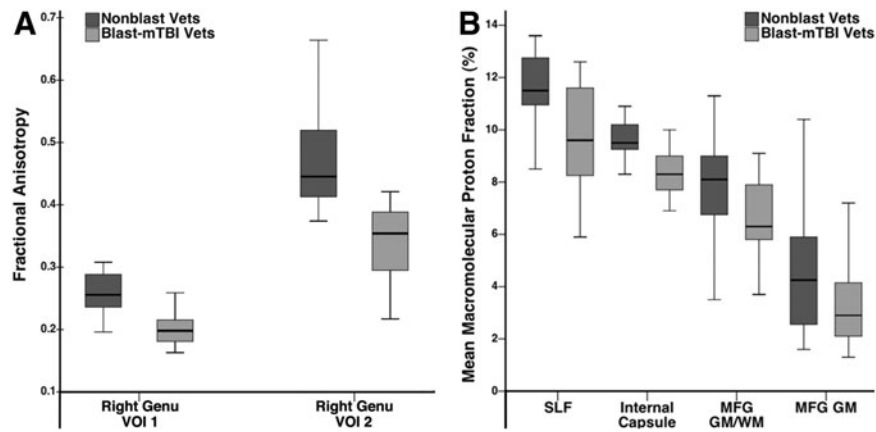 A
Nonblast Vets
Blast-mTBI Vets
Fractional Anisotropy
0.7
0.6
0.5
0.4
0.3
0.2
0.1
Right Genu
VOI 1
Right Genu
VOI 2
B
Nonblast Vets
Blast-mTBI Vets
Mean Macromolecular Proton Fraction (%)
14
12
10
8
6
4
2
0
SLF
Internal
Capsule
MFG
GM/WM
MFG GM